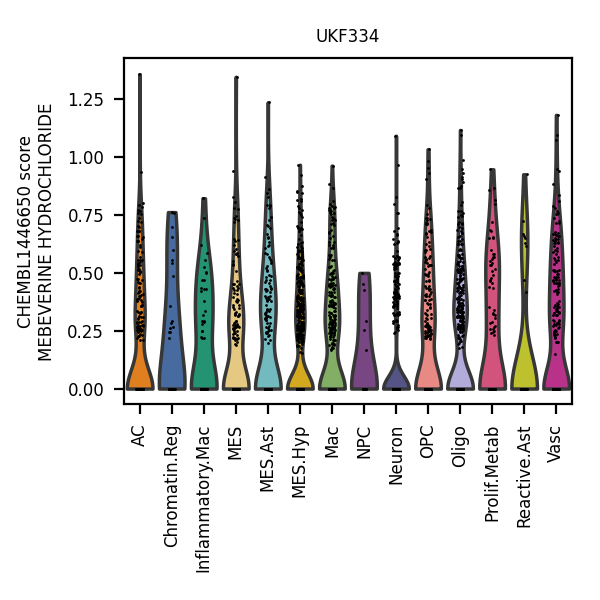 UKF334
CHEMBL1446650 score
MEBEVERINE HYDROCHLORIDE
1.25
1.00
0.75
0.50
0.25
0.00
AC
Chromatin.Reg
Inflammatory.Mac
MES
MES.Ast
MES.Hyp
Mac
NPC
Neuron
OPC
Oligo
Prolif.Metab
Reactive.Ast
Vasc